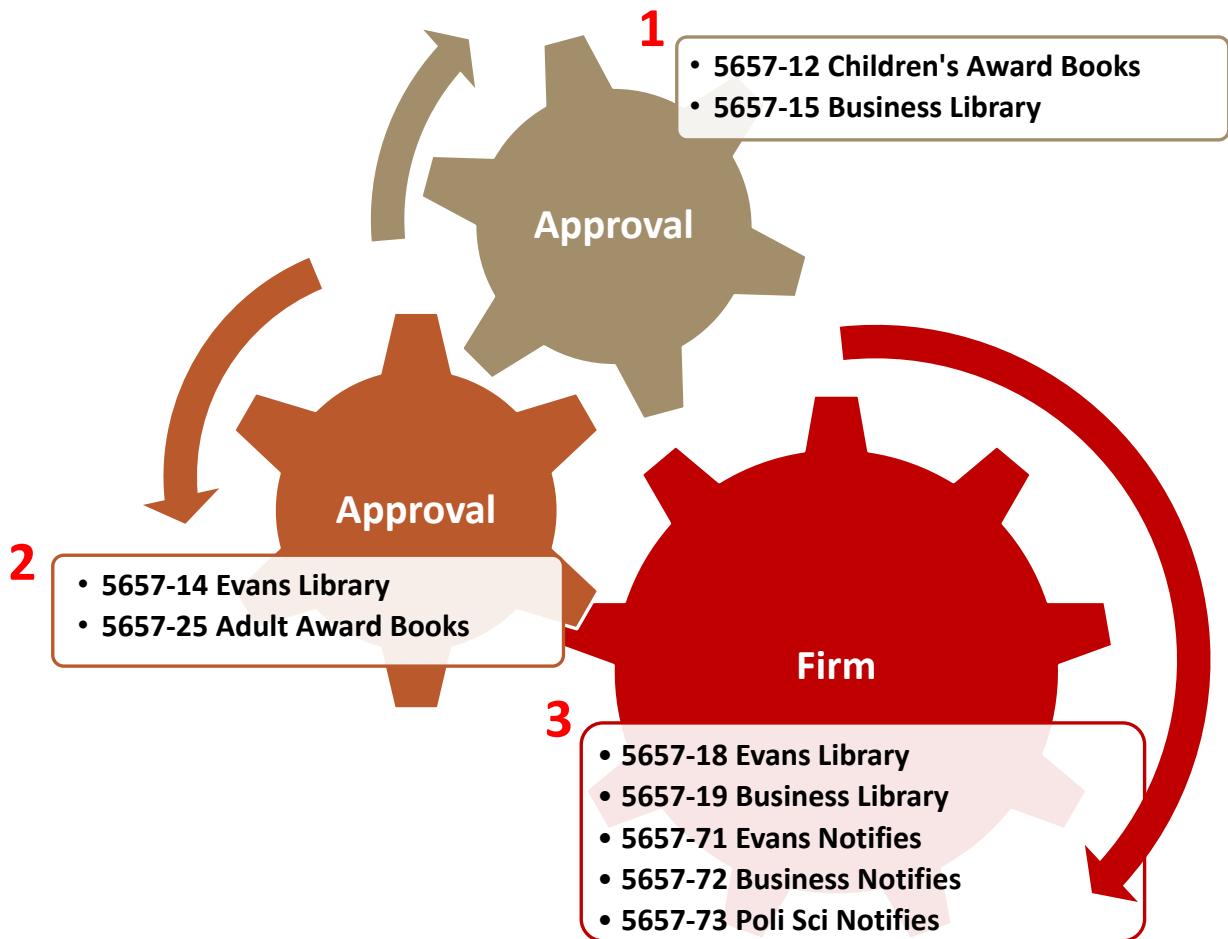 1
• 5657-12 Children's Award Books
• 5657-15 Business Library
Approval
Approval
2
• 5657-14 Evans Library
• 5657-25 Adult Award Books
Firm
3
• 5657-18 Evans Library
• 5657-19 Business Library
• 5657-71 Evans Notifies
• 5657-72 Business Notifies
• 5657-73 Poli Sci Notifies